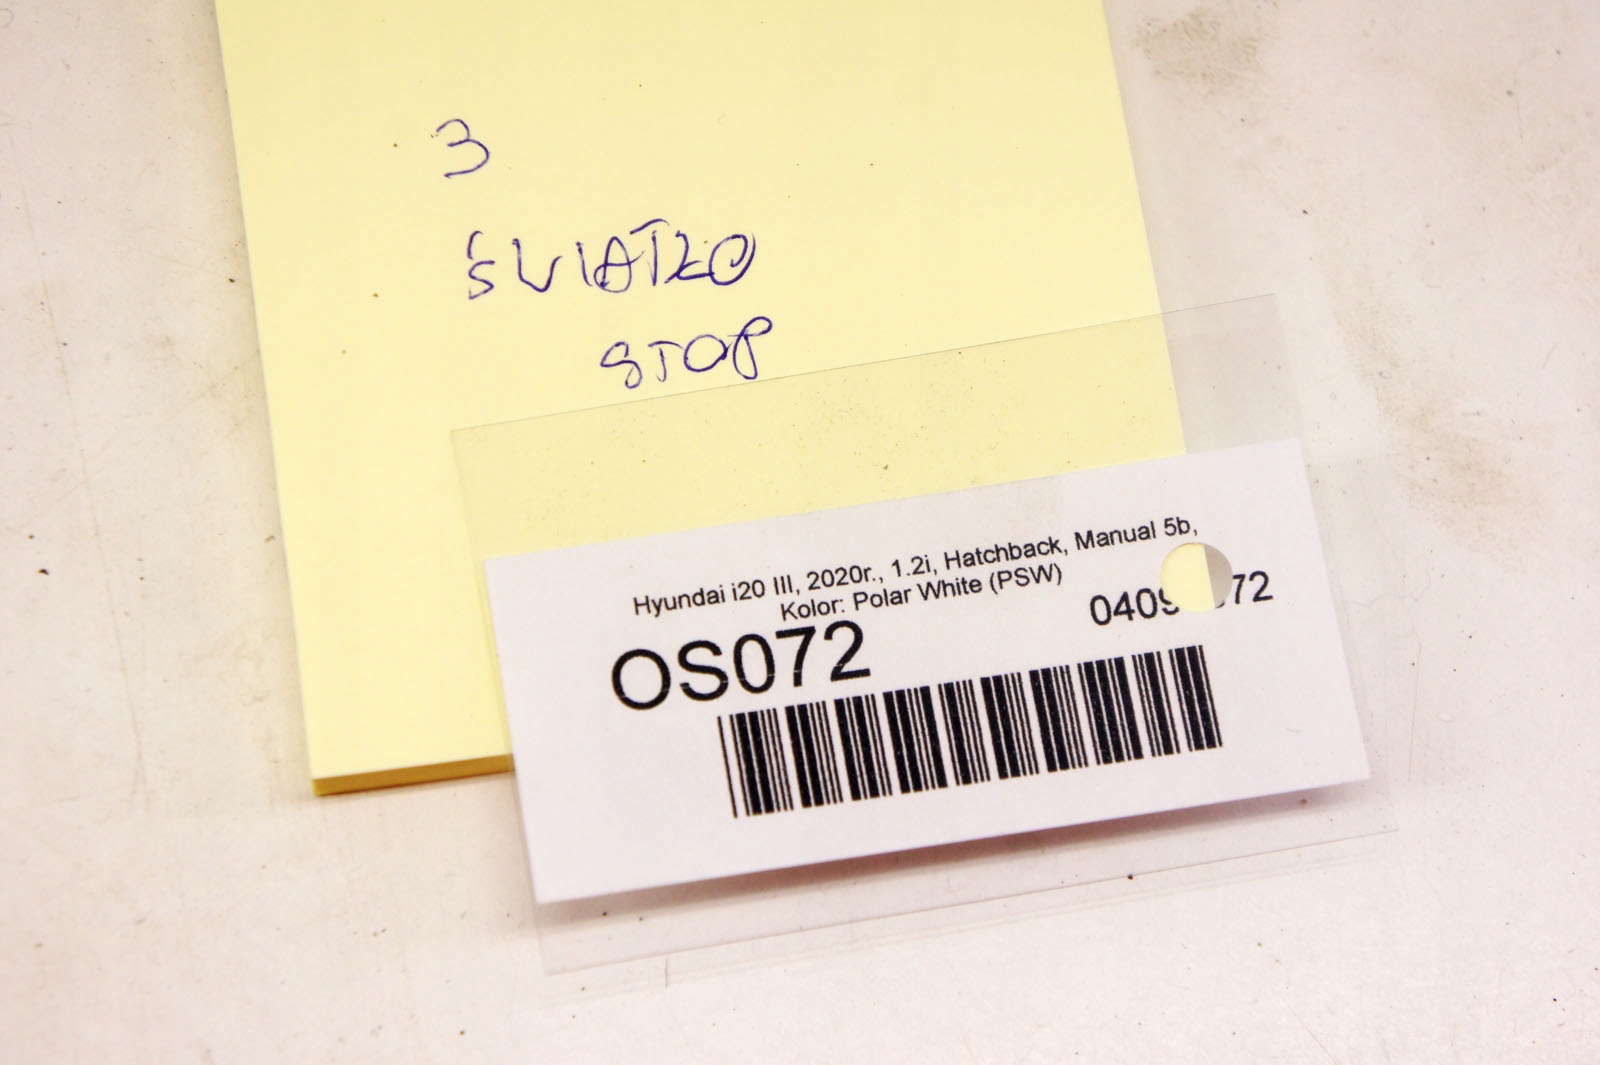 3
ŚWIATŁO
STOP
Hyundai i20 III, 2020r., 1.2i, Hatchback, Manual 5b,
Kolor: Polar White (PSW)
OS072